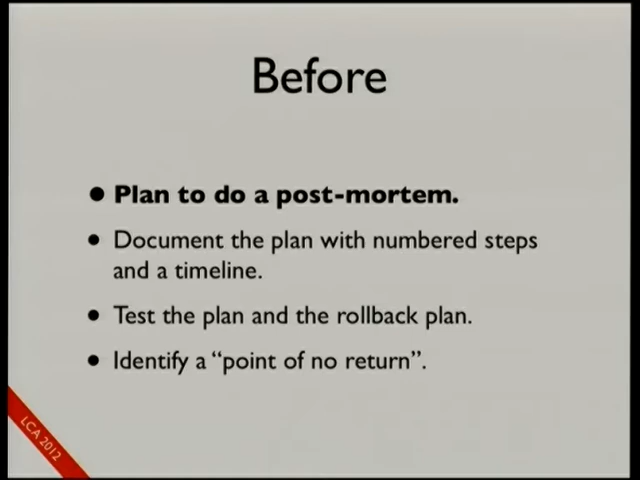 Before
• Plan to do a post-mortem.
• Document the plan with numbered steps
and a timeline.
• Test the plan and the rollback plan.
• Identify a “point of no return”.
LCA 2012